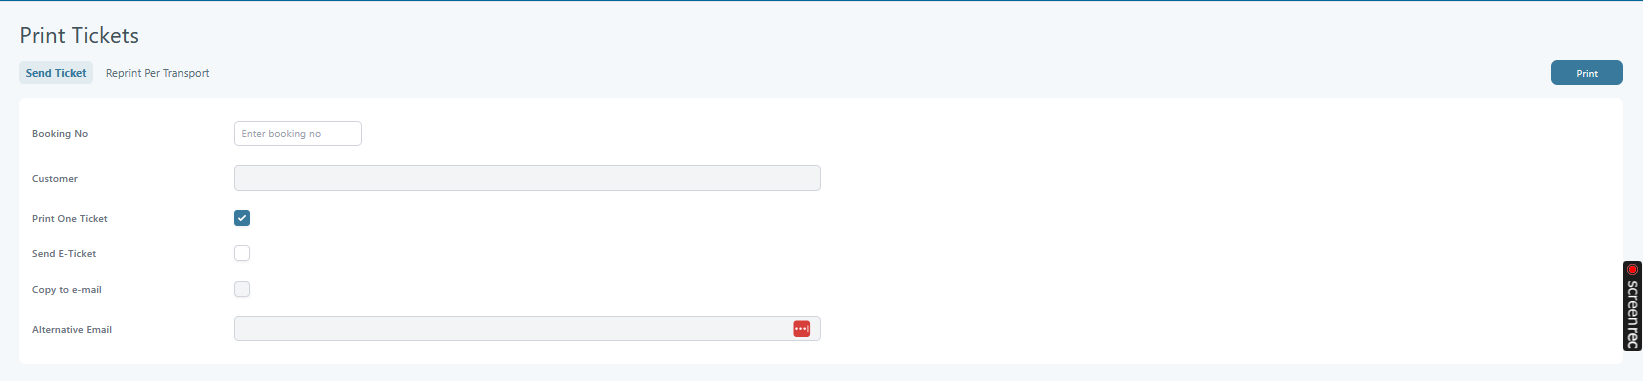 Print Tickets
Send Ticket Reprint Per Transport Print
Booking No Enter booking no
Customer
Print One Ticket
Send E-Ticket
Copy to e-mail
Alternative Email
screenrec